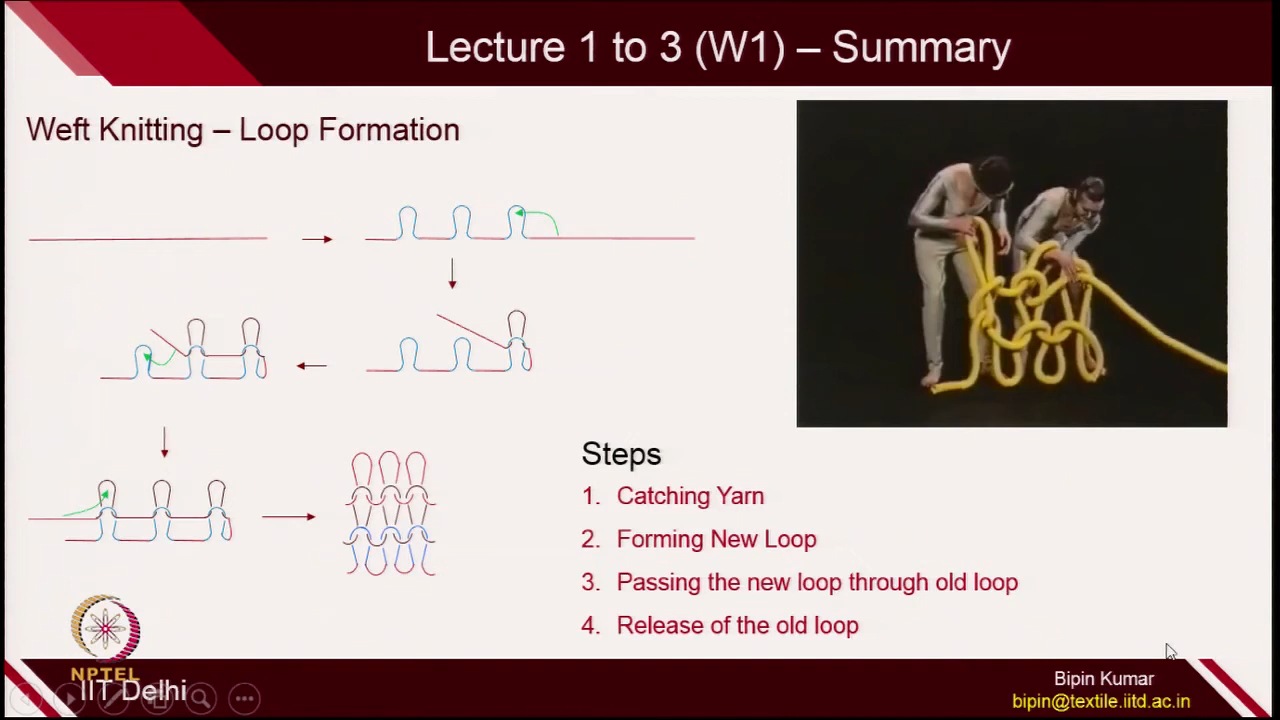 Lecture 1 to 3 (W1) – Summary
Weft Knitting – Loop Formation
Steps
1. Catching Yarn
2. Forming New Loop
3. Passing the new loop through old loop
4. Release of the old loop
NPTEL
IIT Delhi
Bipin Kumar
bipin@textile.iitd.ac.in